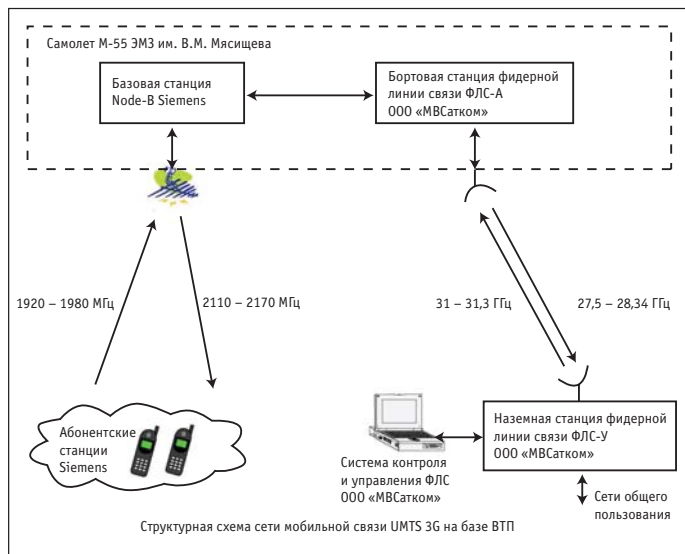 Самолет М-55 ЭМЗ им. В.М. Мясищева
Базовая станция
Node-B Siemens
Бортовая станция фидерной
линии связи ФЛС-А
ООО «МВСатком»
1920 – 1980 МГц
2110 – 2170 МГц
31 – 31,3 ГГц
27,5 – 28,34 ГГц
Абонентские
станции
Siemens
Система контроля
и управления ФЛС
ООО «МВСатком»
Наземная станция фидерной
линии связи ФЛС-У
ООО «МВСатком»
Сети общего
пользования
Структурная схема сети мобильной связи UMTS 3G на базе ВТП